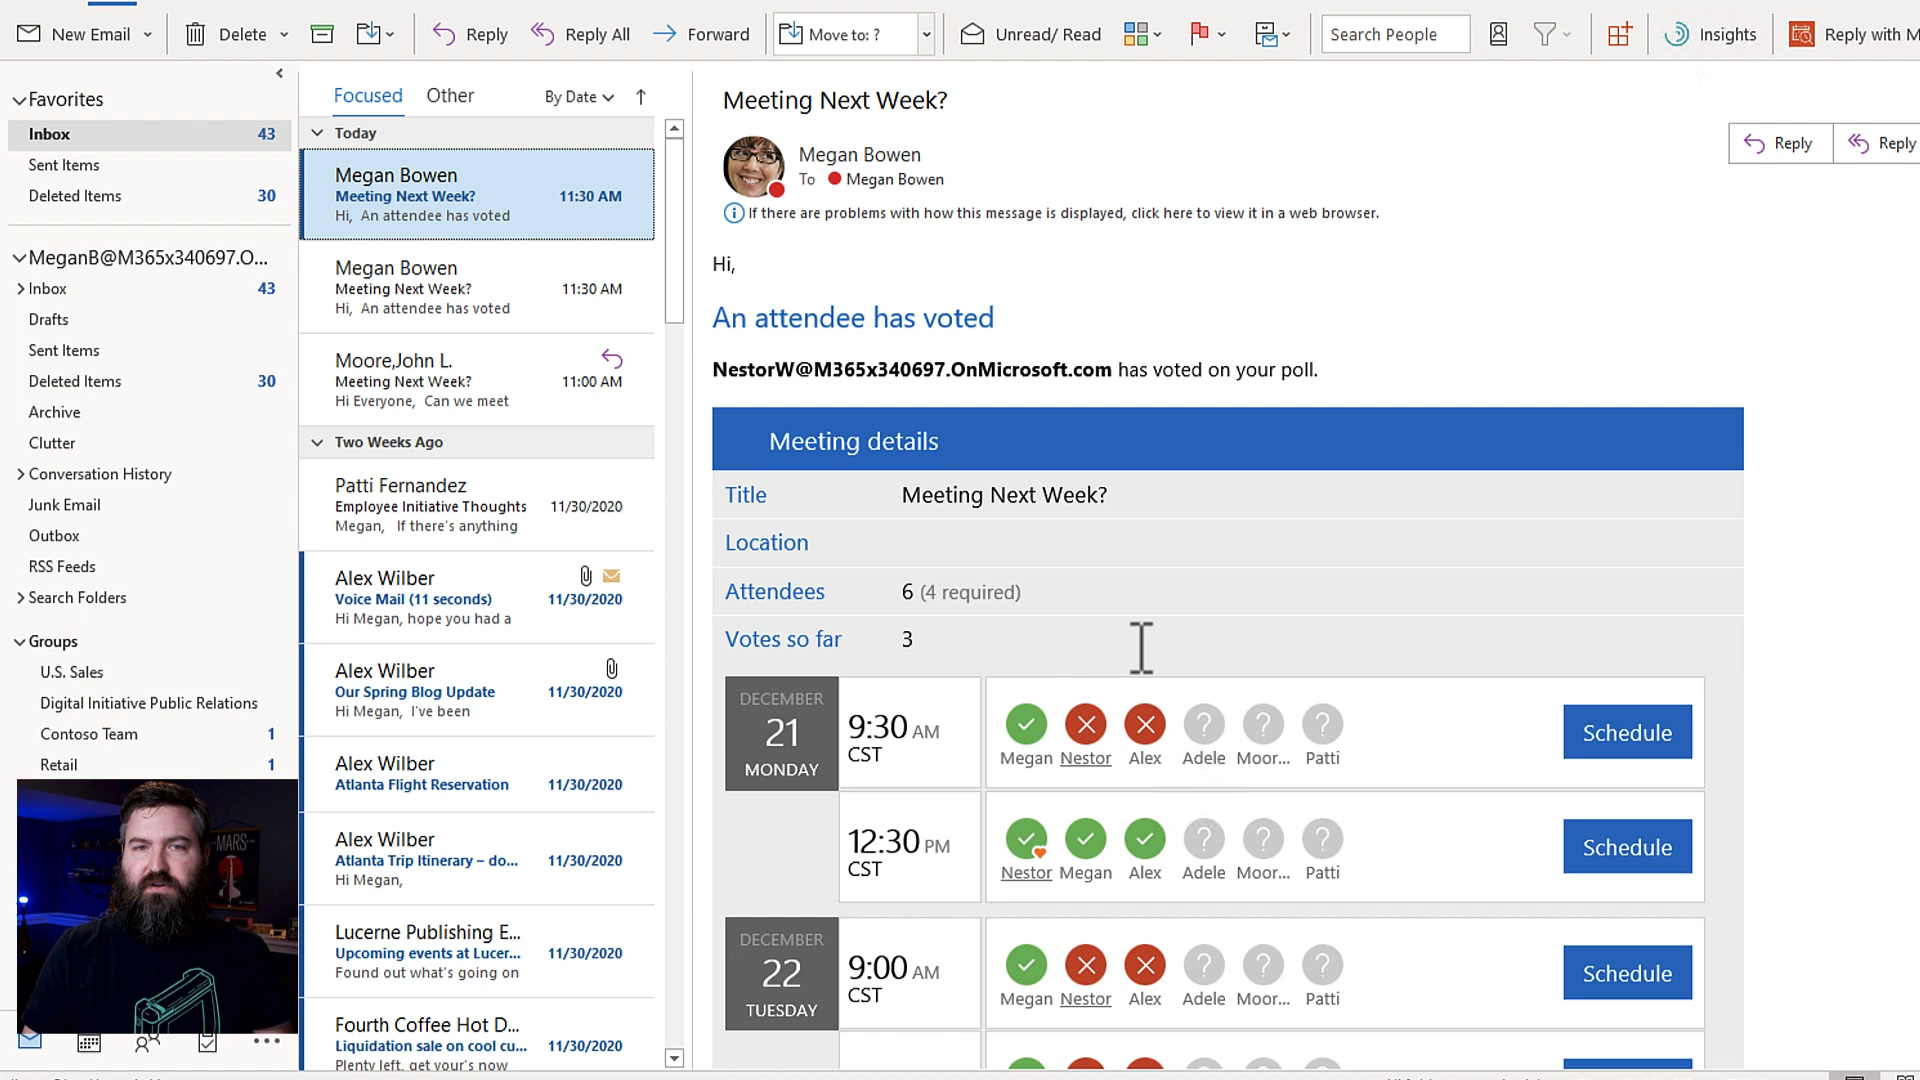 New Email
Delete
Reply
Reply All
Forward
Move to: ?
Unread/ Read
Search People
Insights
Reply with M
Favorites
Inbox 43
Sent Items
Deleted Items 30
MeganB@M365x340697.O...
Inbox 43
Drafts
Sent Items
Deleted Items 30
Archive
Clutter
Conversation History
Junk Email
Outbox
RSS Feeds
Search Folders
Groups
U.S. Sales
Digital Initiative Public Relations
Contoso Team 1
Retail 1
MARS
Focused Other By Date
Today
Megan Bowen
Meeting Next Week? 11:30 AM
Hi, An attendee has voted
Megan Bowen
Meeting Next Week? 11:30 AM
Hi, An attendee has voted
Moore,John L.
Meeting Next Week? 11:00 AM
Hi Everyone, Can we meet
Two Weeks Ago
Patti Fernandez
Employee Initiative Thoughts 11/30/2020
Megan, If there's anything
Alex Wilber
Voice Mail (11 seconds) 11/30/2020
Hi Megan, hope you had a
Alex Wilber
Our Spring Blog Update 11/30/2020
Hi Megan, I've been
Alex Wilber
Atlanta Flight Reservation 11/30/2020
Alex Wilber
Atlanta Trip Itinerary – do... 11/30/2020
Hi Megan,
Lucerne Publishing E...
Upcoming events at Lucer... 11/30/2020
Found out what's going on
Fourth Coffee Hot D...
Liquidation sale on cool cu... 11/30/2020
Plenty left, get your's now
Meeting Next Week?
Megan Bowen
To Megan Bowen
Reply
Reply
If there are problems with how this message is displayed, click here to view it in a web browser.
Hi,
An attendee has voted
NestorW@M365x340697.OnMicrosoft.com has voted on your poll.
Meeting details
Title Meeting Next Week?
Location
Attendees 6 (4 required)
Votes so far 3
DECEMBER
21
MONDAY
9:30 AM
CST
Megan Nestor Alex Adele Moor... Patti
Schedule
12:30 PM
CST
Nestor Megan Alex Adele Moor... Patti
Schedule
DECEMBER
22
TUESDAY
9:00 AM
CST
Megan Nestor Alex Adele Moor... Patti
Schedule